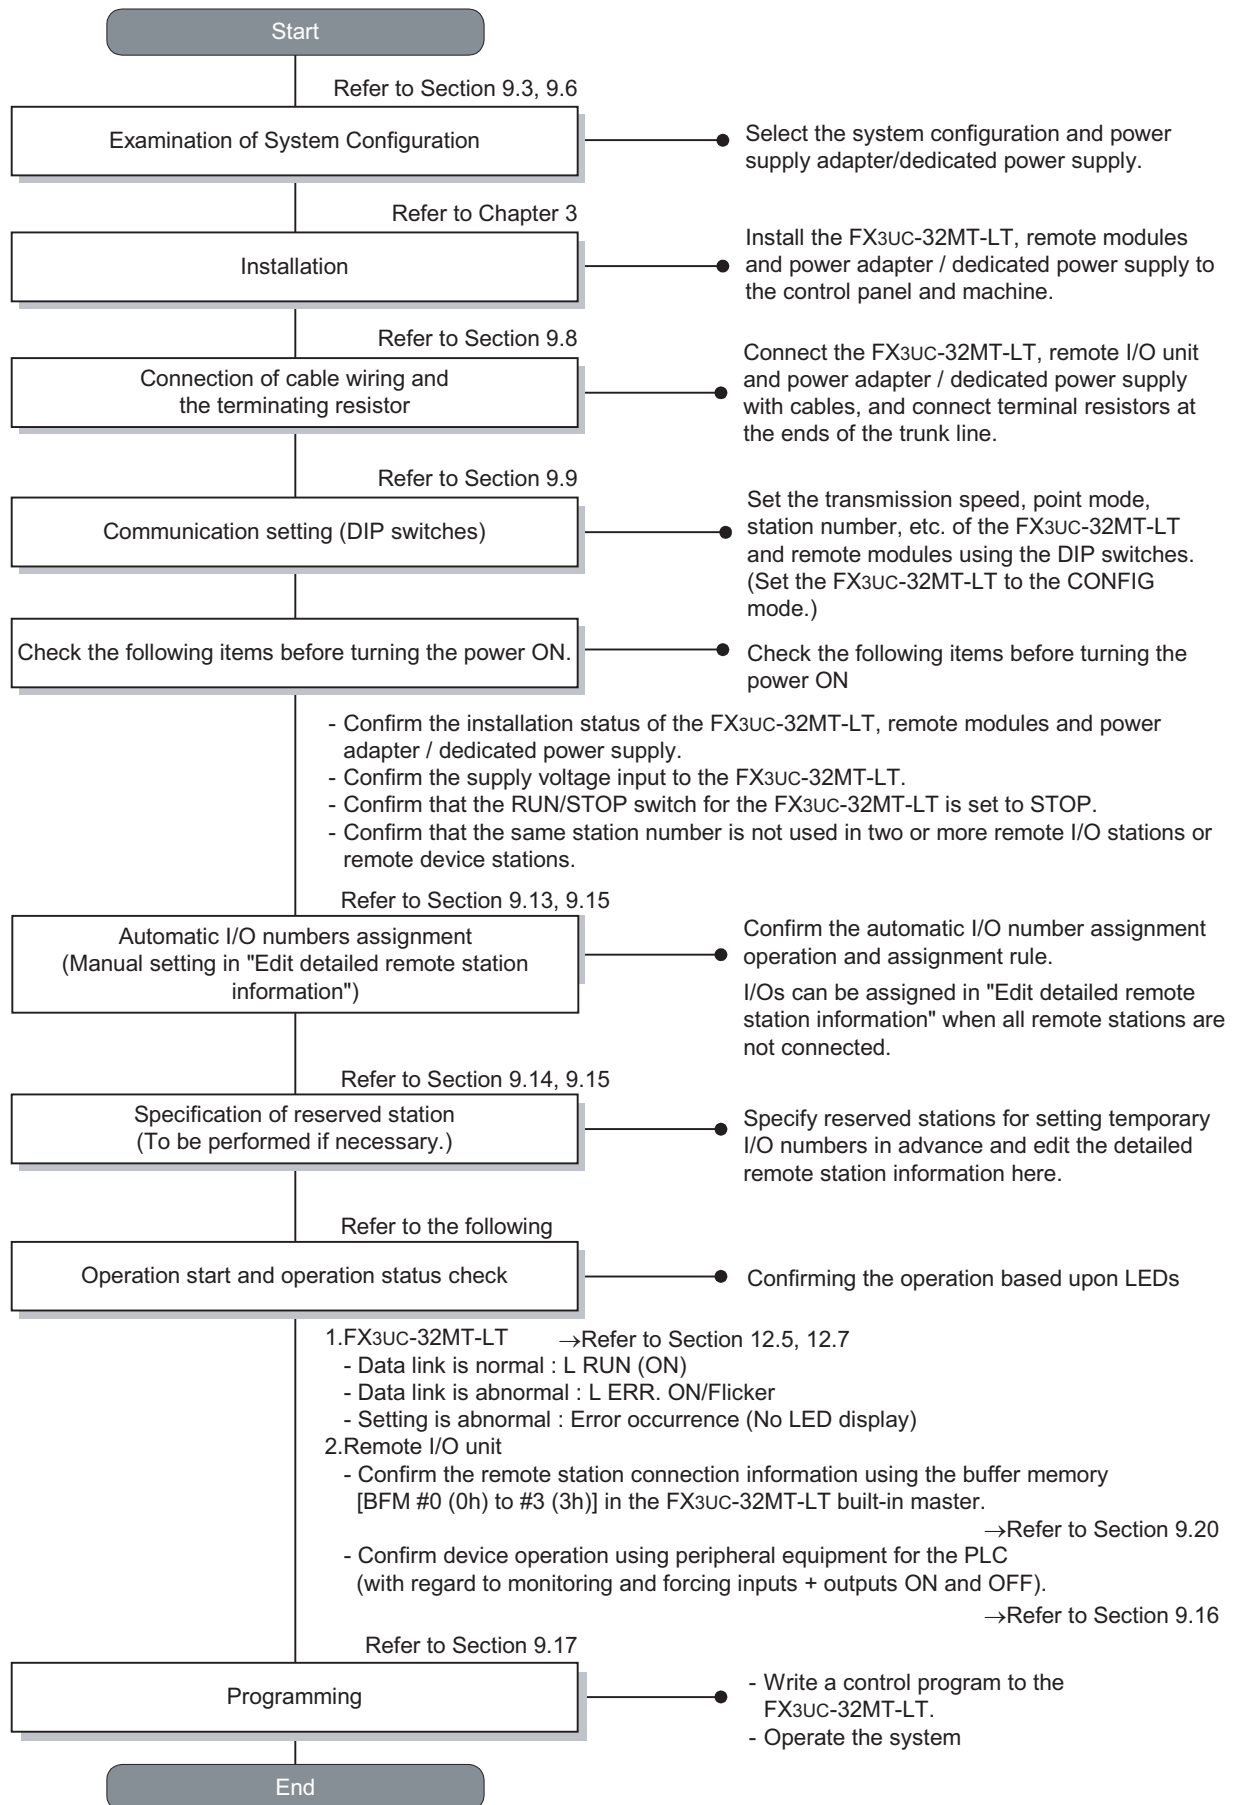 Start
Refer to Section 9.3, 9.6
Examination of System Configuration
Select the system configuration and power
supply adapter/dedicated power supply.
Refer to Chapter 3
Installation
Install the FX3UC-32MT-LT, remote modules
and power adapter / dedicated power supply to
the control panel and machine.
Refer to Section 9.8
Connection of cable wiring and
the terminating resistor
Connect the FX3UC-32MT-LT, remote I/O unit
and power adapter / dedicated power supply
with cables, and connect terminal resistors at
the ends of the trunk line.
Refer to Section 9.9
Communication setting (DIP switches)
Set the transmission speed, point mode,
station number, etc. of the FX3UC-32MT-LT
and remote modules using the DIP switches.
(Set the FX3UC-32MT-LT to the CONFIG
mode.)
Check the following items before turning the power ON.
Check the following items before turning the
power ON
- Confirm the installation status of the FX3UC-32MT-LT, remote modules and power
adapter / dedicated power supply.
- Confirm the supply voltage input to the FX3UC-32MT-LT.
- Confirm that the RUN/STOP switch for the FX3UC-32MT-LT is set to STOP.
- Confirm that the same station number is not used in two or more remote I/O stations or
remote device stations.
Refer to Section 9.13, 9.15
Automatic I/O numbers assignment
(Manual setting in "Edit detailed remote station
information")
Confirm the automatic I/O number assignment
operation and assignment rule.
I/Os can be assigned in "Edit detailed remote
station information" when all remote stations are
not connected.
Refer to Section 9.14, 9.15
Specification of reserved station
(To be performed if necessary.)
Specify reserved stations for setting temporary
I/O numbers in advance and edit the detailed
remote station information here.
Refer to the following
Operation start and operation status check
Confirming the operation based upon LEDs
1.FX3UC-32MT-LT →Refer to Section 12.5, 12.7
- Data link is normal : L RUN (ON)
- Data link is abnormal : L ERR. ON/Flicker
- Setting is abnormal : Error occurrence (No LED display)
2.Remote I/O unit
- Confirm the remote station connection information using the buffer memory
[BFM #0 (0h) to #3 (3h)] in the FX3UC-32MT-LT built-in master.
→Refer to Section 9.20
- Confirm device operation using peripheral equipment for the PLC
(with regard to monitoring and forcing inputs + outputs ON and OFF).
→Refer to Section 9.16
Refer to Section 9.17
Programming
- Write a control program to the
FX3UC-32MT-LT.
- Operate the system
End